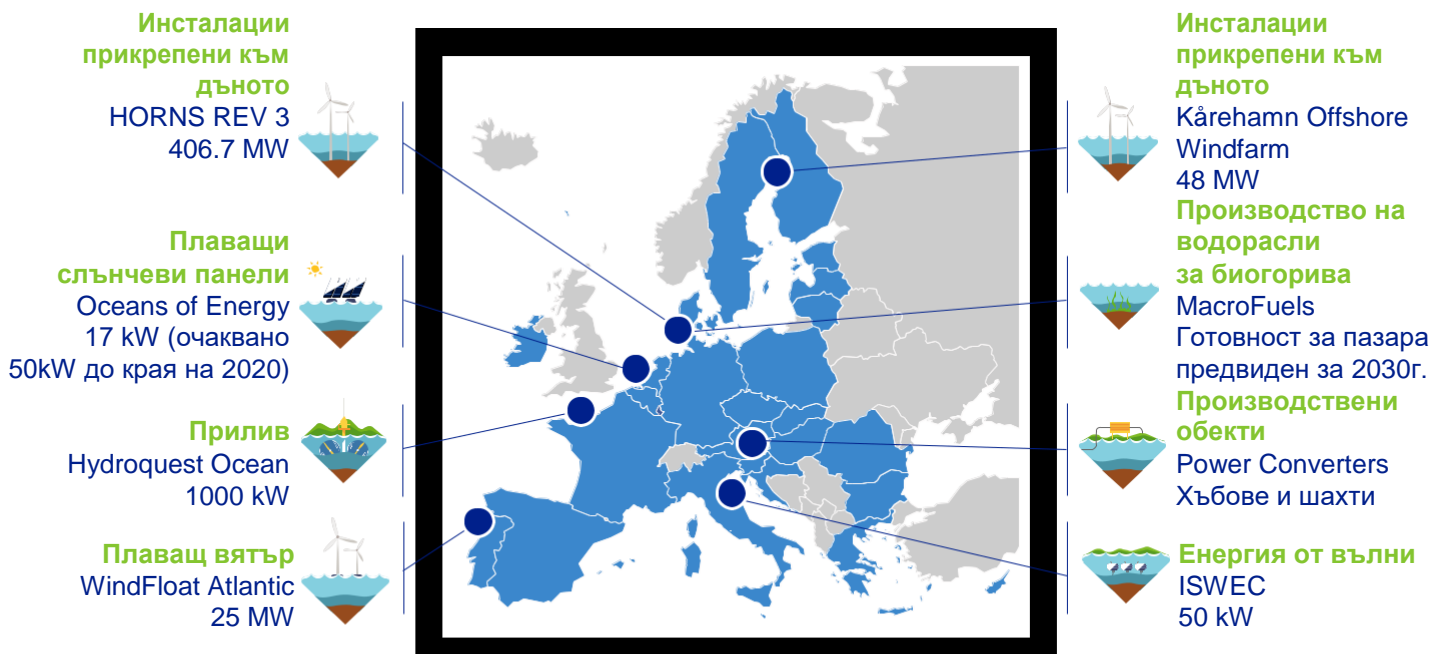 Инсталации
прикрепени към
дъното
HORNS REV 3
406.7 MW
Плаващи
слънчеви панели
Oceans of Energy
17 kW (очаквано
50kW до края на 2020)
Прилив
Hydroquest Ocean
1000 kW
Плаващ вятър
WindFloat Atlantic
25 MW
Инсталации
прикрепени към
дъното
Kårehamn Offshore
Windfarm
48 MW
Производство на
водорасли
за биогорива
MacroFuels
Готовност за пазара
предвиден за 2030г.
Производствени
обекти
Power Converters
Хъбове и шахти
Енергия от вълни
ISWEC
50 kW